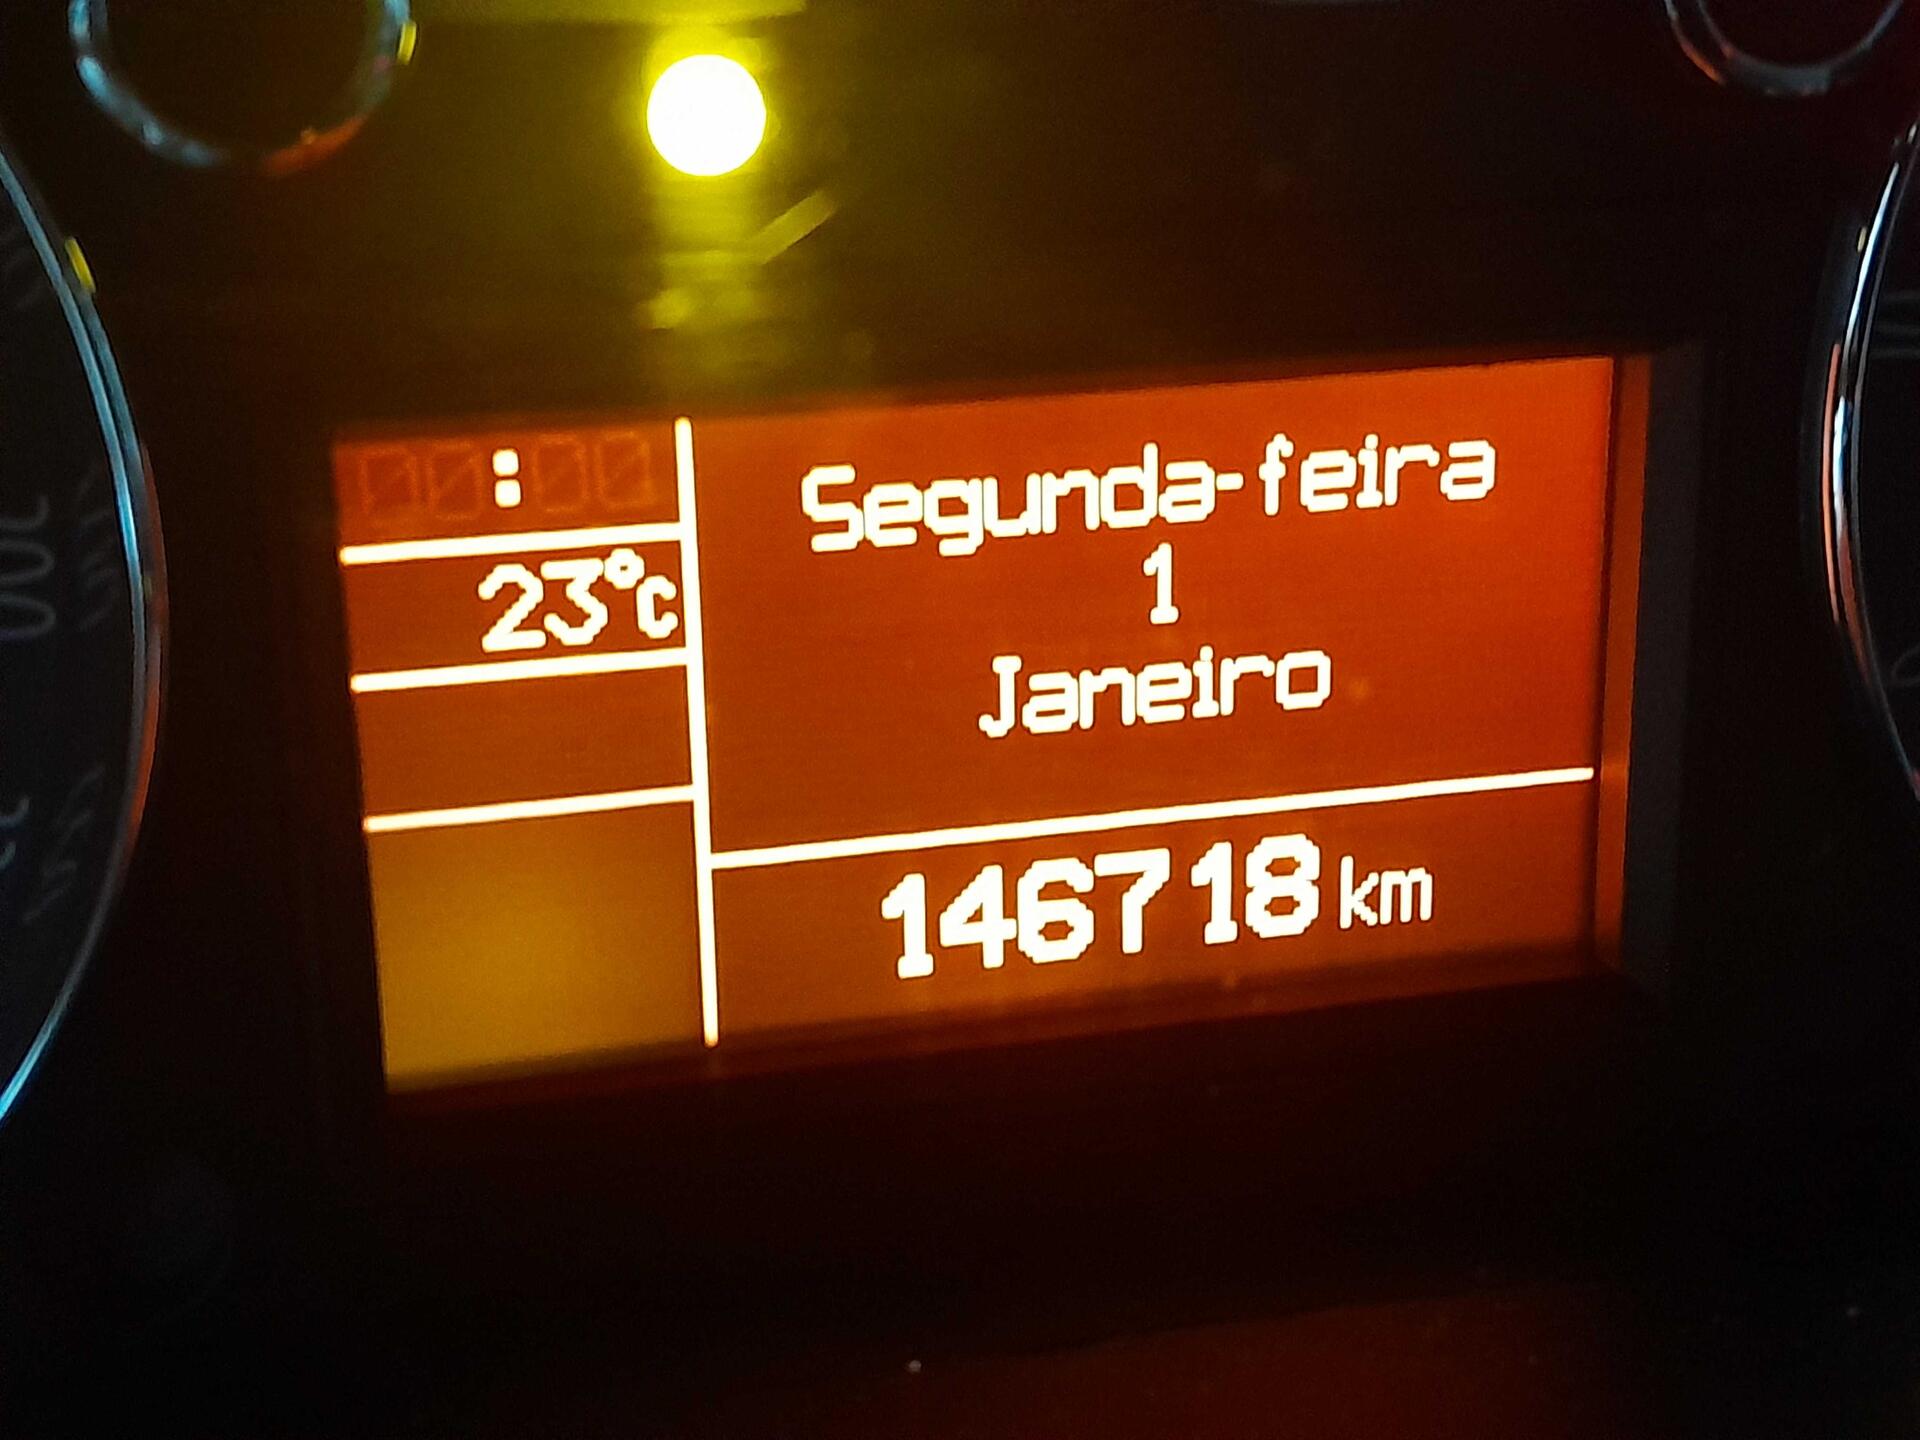 00:00
23°C
Segunda-feira
1
Janeiro
146718 km